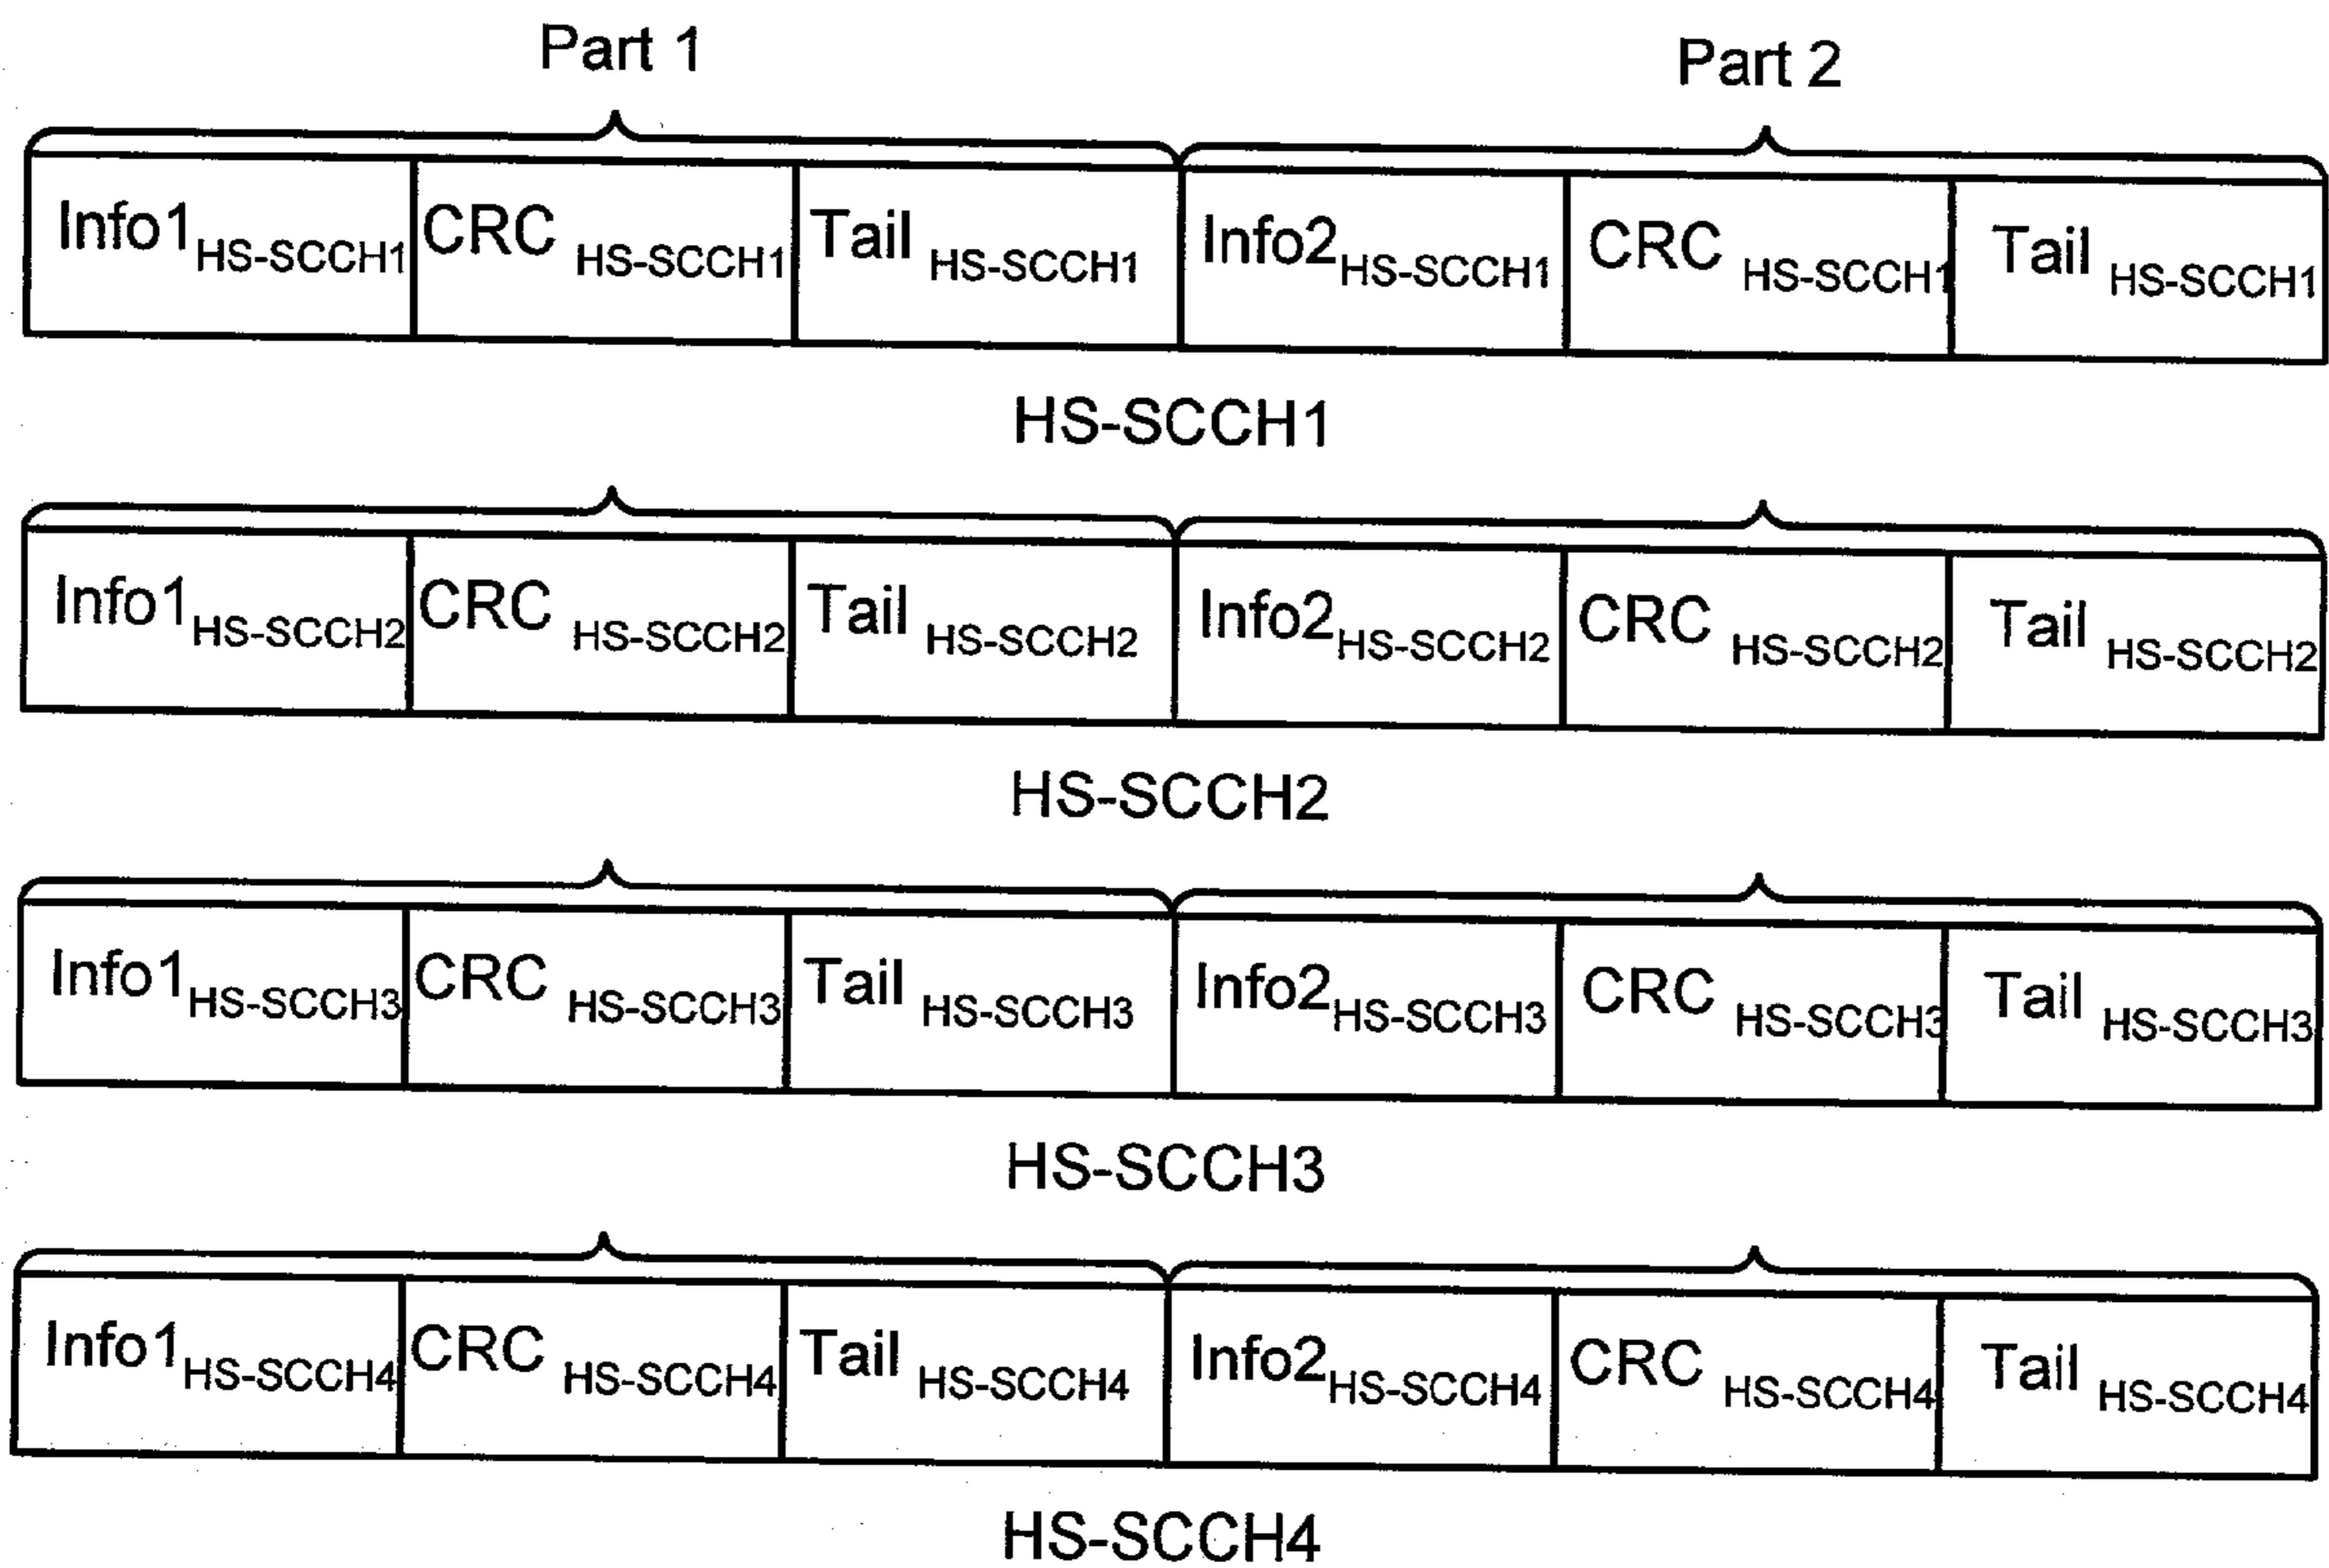 Part 1 Part 2
Info1HS-SCCH1 CRC HS-SCCH1 Tail HS-SCCH1 Info2HS-SCCH1 CRC HS-SCCH1 Tail HS-SCCH1
HS-SCCH1
Info1HS-SCCH2 CRC HS-SCCH2 Tail HS-SCCH2 Info2HS-SCCH2 CRC HS-SCCH2 Tail HS-SCCH2
HS-SCCH2
Info1HS-SCCH3 CRC HS-SCCH3 Tail HS-SCCH3 Info2HS-SCCH3 CRC HS-SCCH3 Tail HS-SCCH3
HS-SCCH3
Info1HS-SCCH4 CRC HS-SCCH4 Tail HS-SCCH4 Info2HS-SCCH4 CRC HS-SCCH4 Tail HS-SCCH4
HS-SCCH4